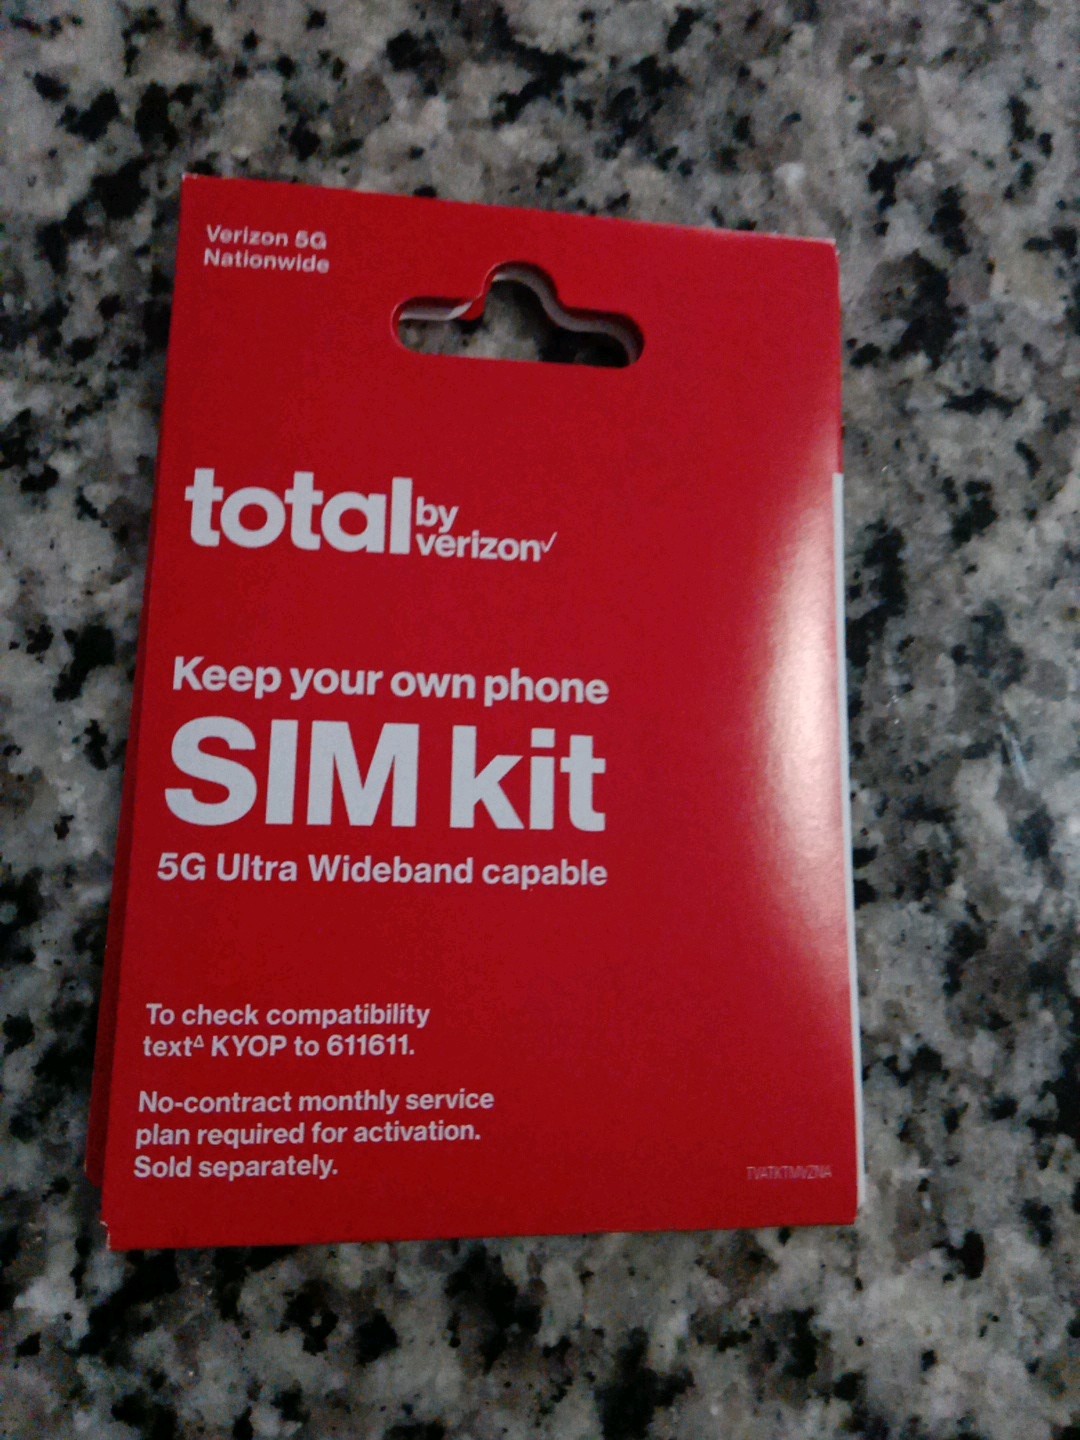 Verizon 5G
Nationwide
total by verizon✓
Keep your own phone
SIM kit
5G Ultra Wideband capable
To check compatibility
text∆ KYOP to 611611.
No-contract monthly service
plan required for activation.
Sold separately.
TVATKTMVZNA